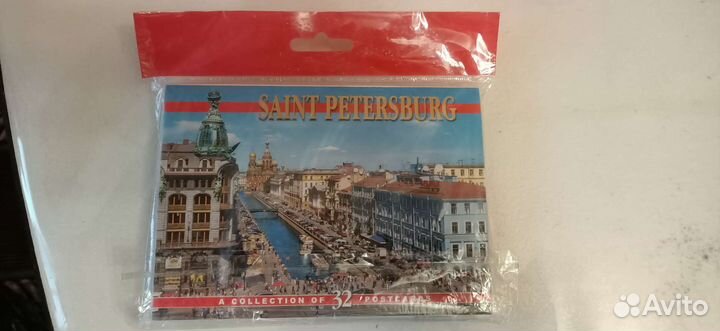 SAINT PETERSBURG
A COLLECTION OF 32 POSTCARDS
Avito